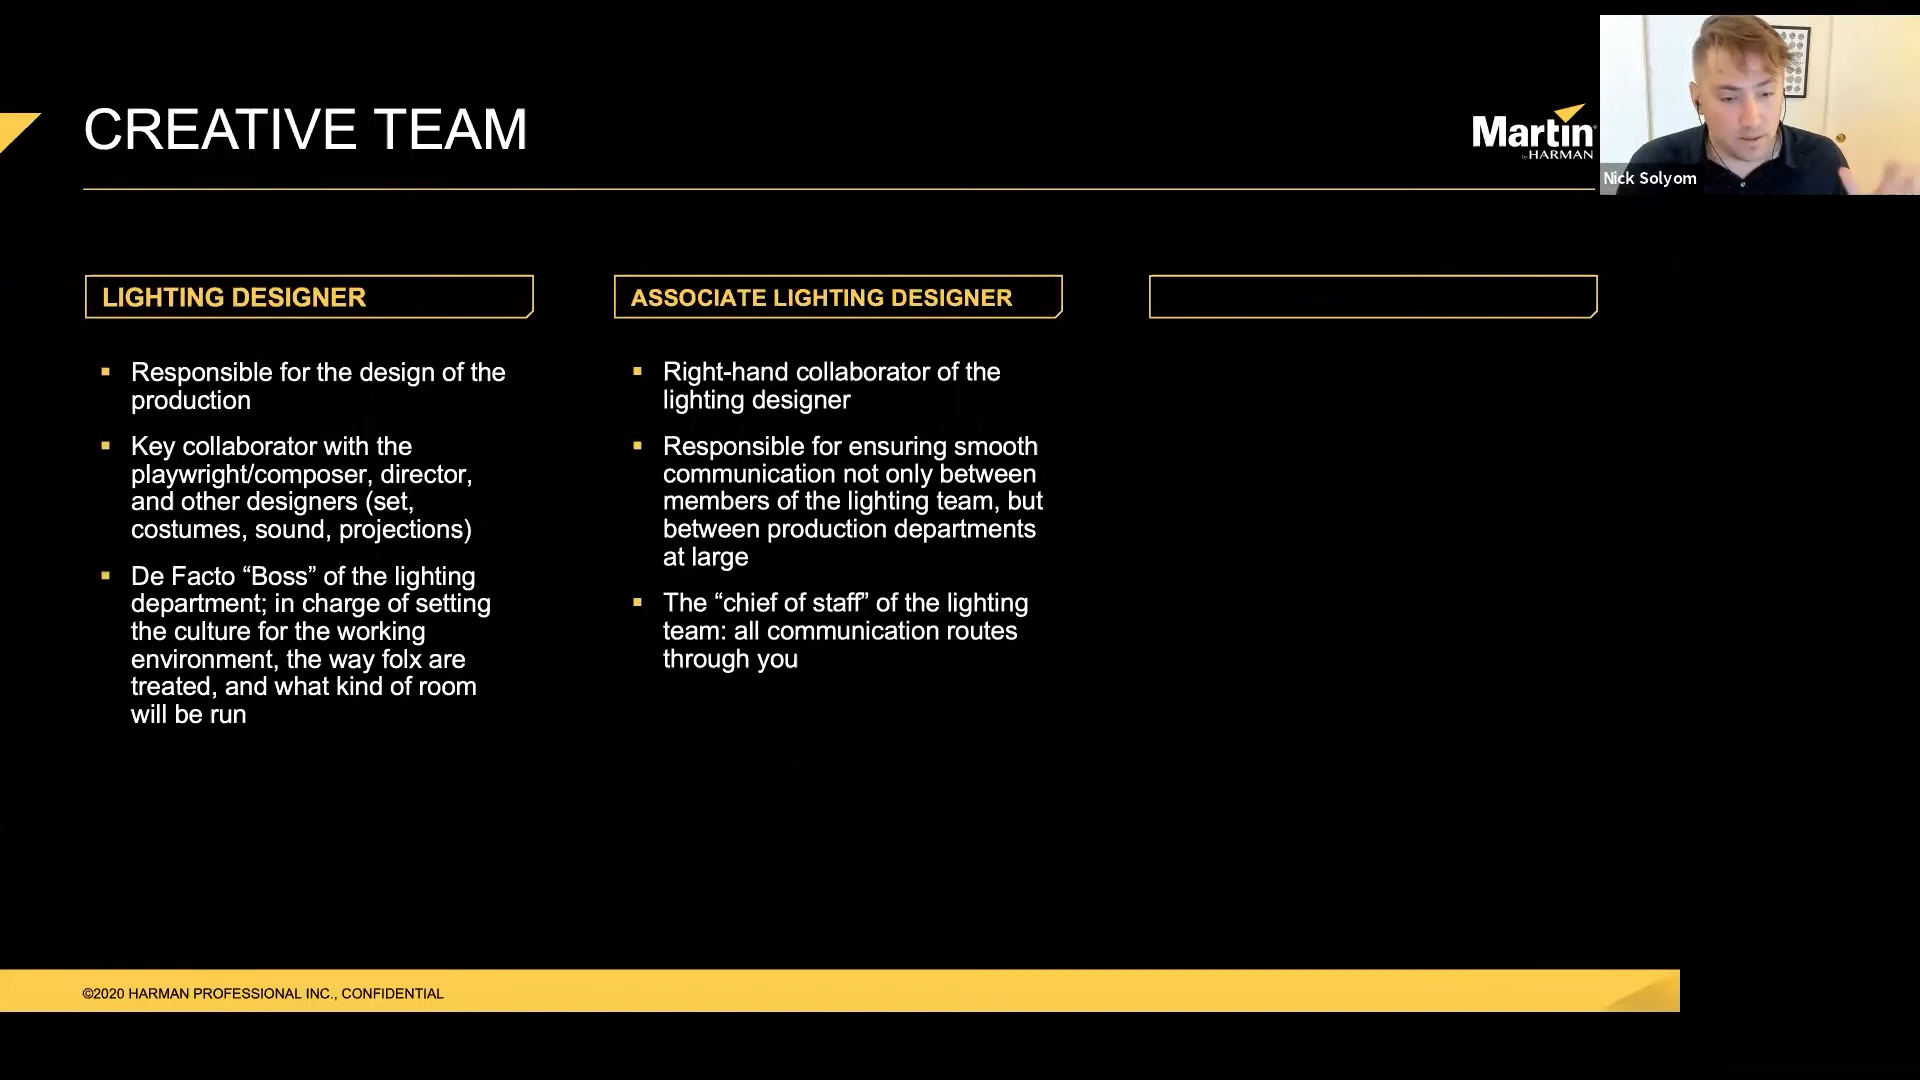 CREATIVE TEAM
Martin
by HARMAN
Nick Solyom
LIGHTING DESIGNER
▪ Responsible for the design of the
production
▪ Key collaborator with the
playwright/composer, director,
and other designers (set,
costumes, sound, projections)
▪ De Facto “Boss” of the lighting
department; in charge of setting
the culture for the working
environment, the way folx are
treated, and what kind of room
will be run
ASSOCIATE LIGHTING DESIGNER
▪ Right-hand collaborator of the
lighting designer
▪ Responsible for ensuring smooth
communication not only between
members of the lighting team, but
between production departments
at large
▪ The “chief of staff” of the lighting
team: all communication routes
through you
©2020 HARMAN PROFESSIONAL INC., CONFIDENTIAL